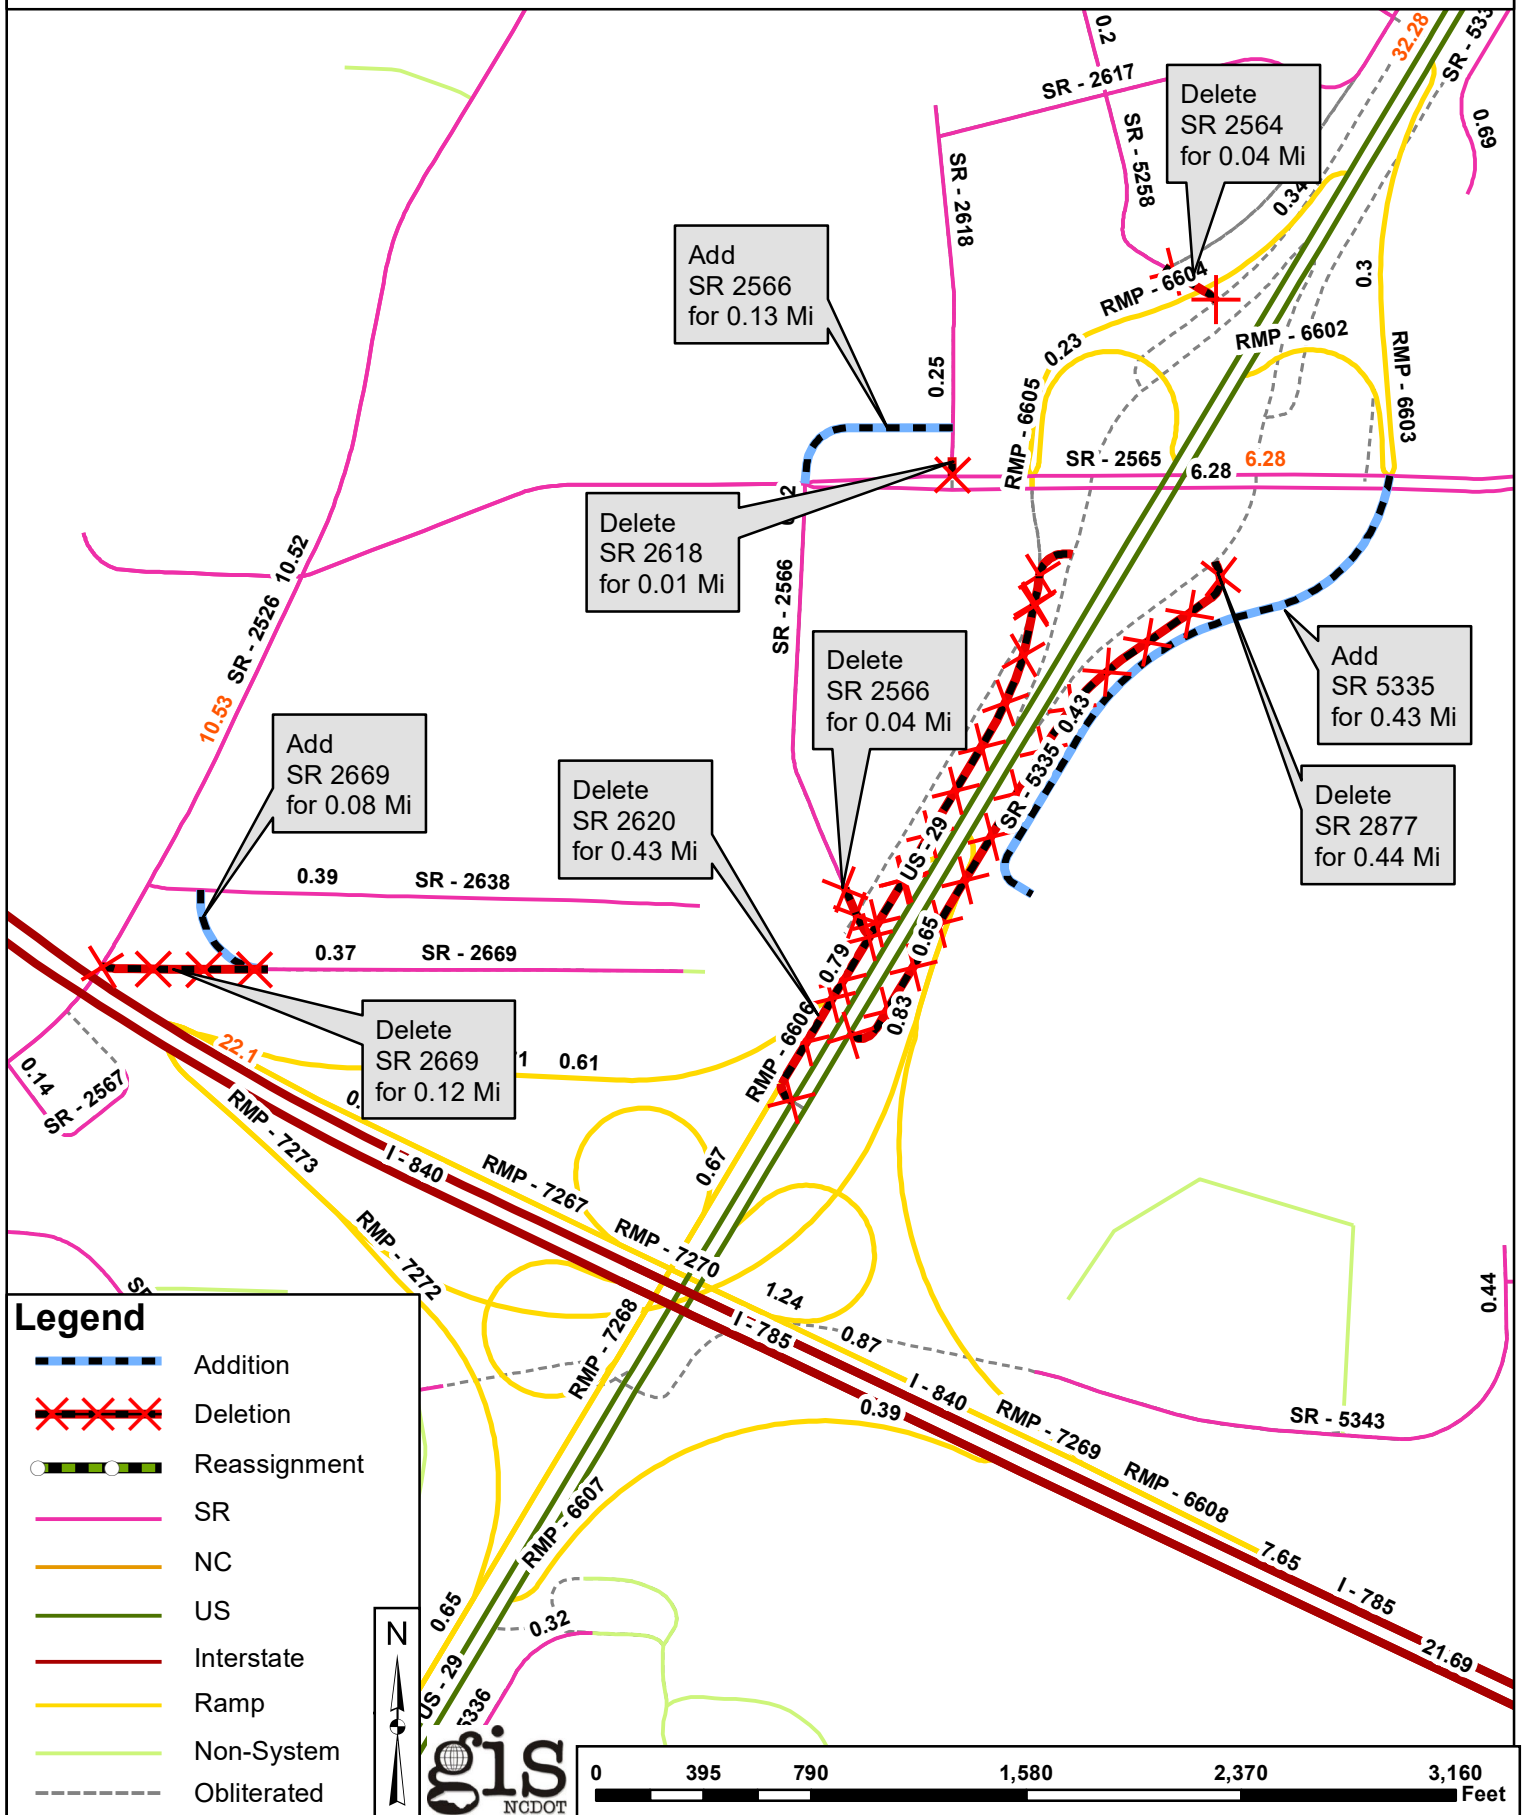 32.28
SR - 533
0.2
SR - 2617
Delete
SR 2564
for 0.04 Mi
0.69
SR - 5258
SR - 2618
0.34
Add
SR 2566
for 0.13 Mi
RMP - 6604
0.3
RMP - 6602
0.23
RMP - 6603
0.25
RMP - 6605
SR - 2565
6.28
6.28
Delete
SR 2618
for 0.01 Mi
10.52
SR - 2526
SR - 2566
10.53
Delete
SR 2566
for 0.04 Mi
Add
SR 5335
for 0.43 Mi
0.43
SR - 5335
Add
SR 2669
for 0.08 Mi
Delete
SR 2620
for 0.43 Mi
Delete
SR 2877
for 0.44 Mi
US - 29
0.39
SR - 2638
0.65
0.79
0.37
SR - 2669
0.83
RMP - 6606
Delete
SR 2669
for 0.12 Mi
22.1
0.61
0.14
SR - 2567
RMP - 7273
I - 840
RMP - 7267
0.67
RMP - 7270
RMP - 7272
1.24
I - 785
0.87
0.44
RMP - 7268
I - 840
0.39
RMP - 7269
SR - 5343
RMP - 6608
RMP - 6607
7.65
I - 785
21.69
0.65
0.32
US - 29
5336
Legend
Addition
Deletion
Reassignment
SR
NC
US
Interstate
Ramp
Non-System
Obliterated
N
gis
NCDOT
0 395 790 1,580 2,370 3,160
Feet